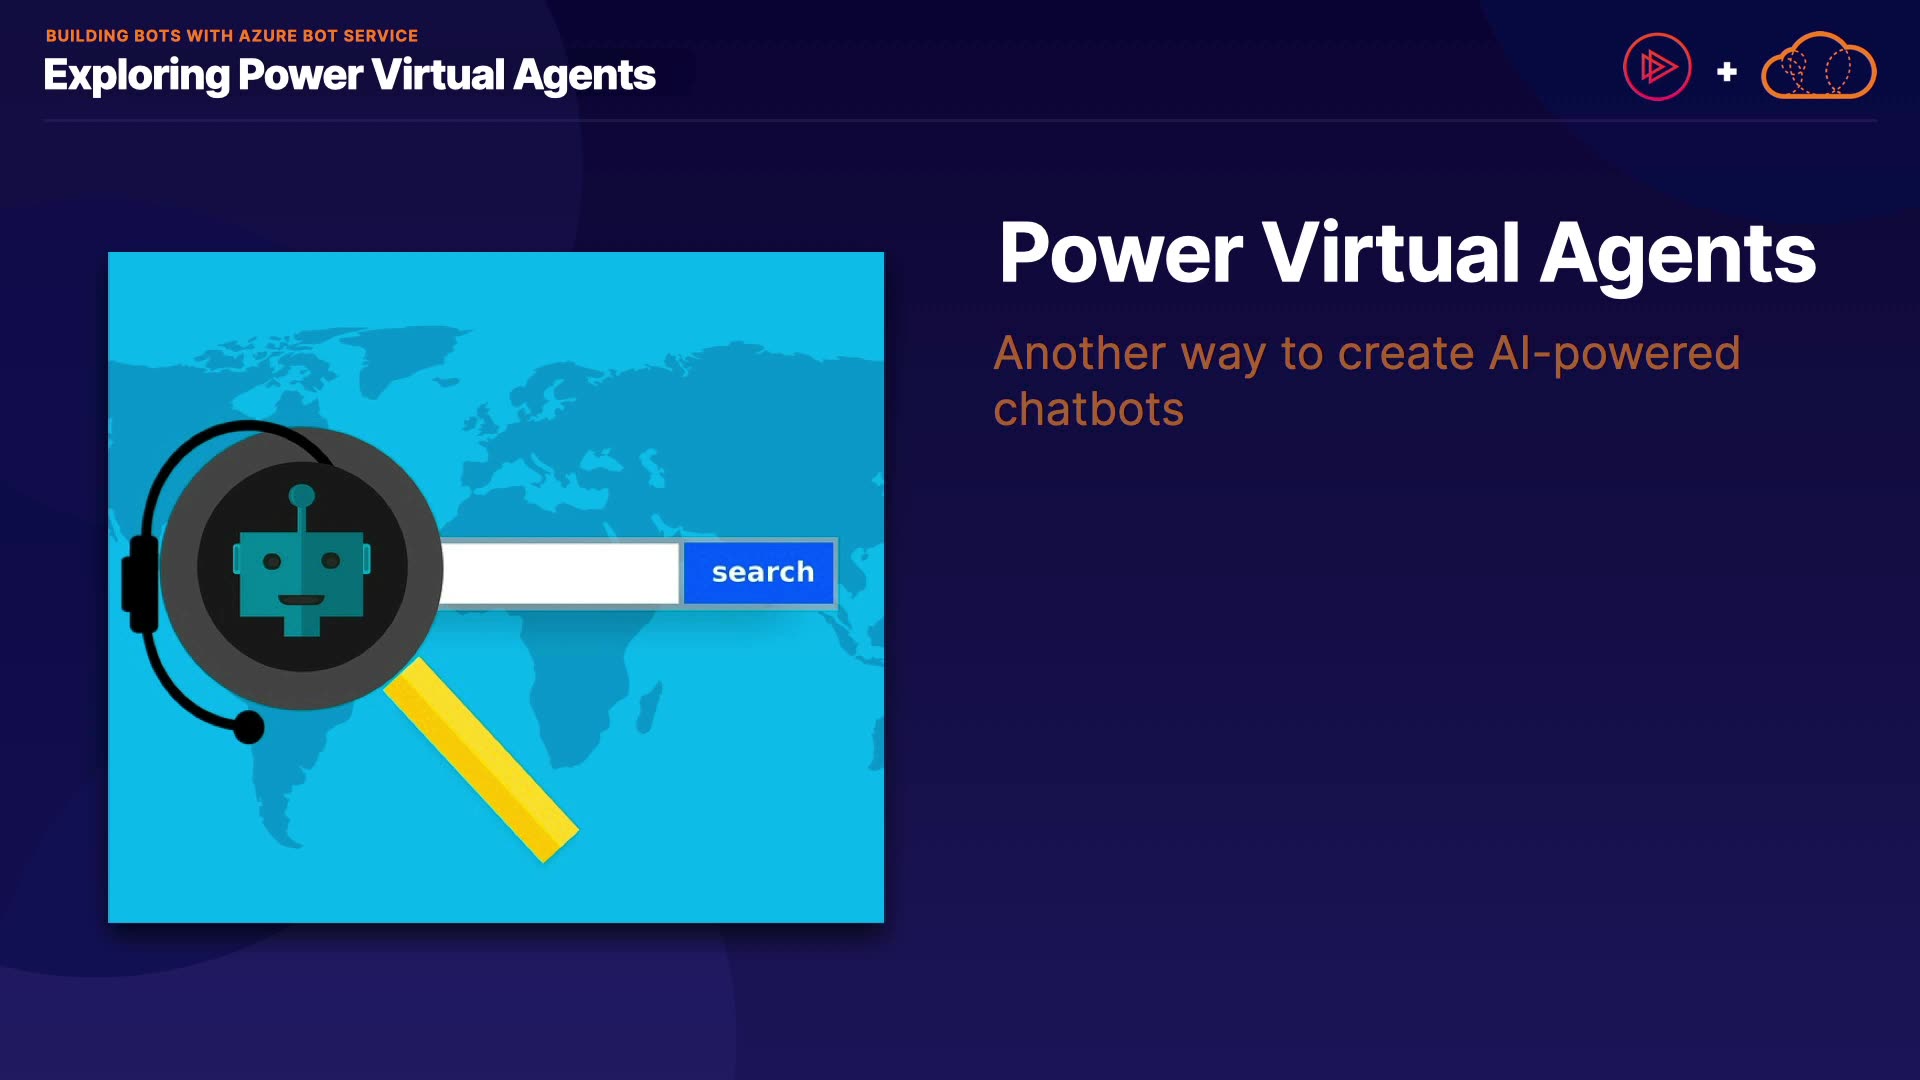 BUILDING BOTS WITH AZURE BOT SERVICE
Exploring Power Virtual Agents
+
Power Virtual Agents
Another way to create AI-powered
chatbots
search